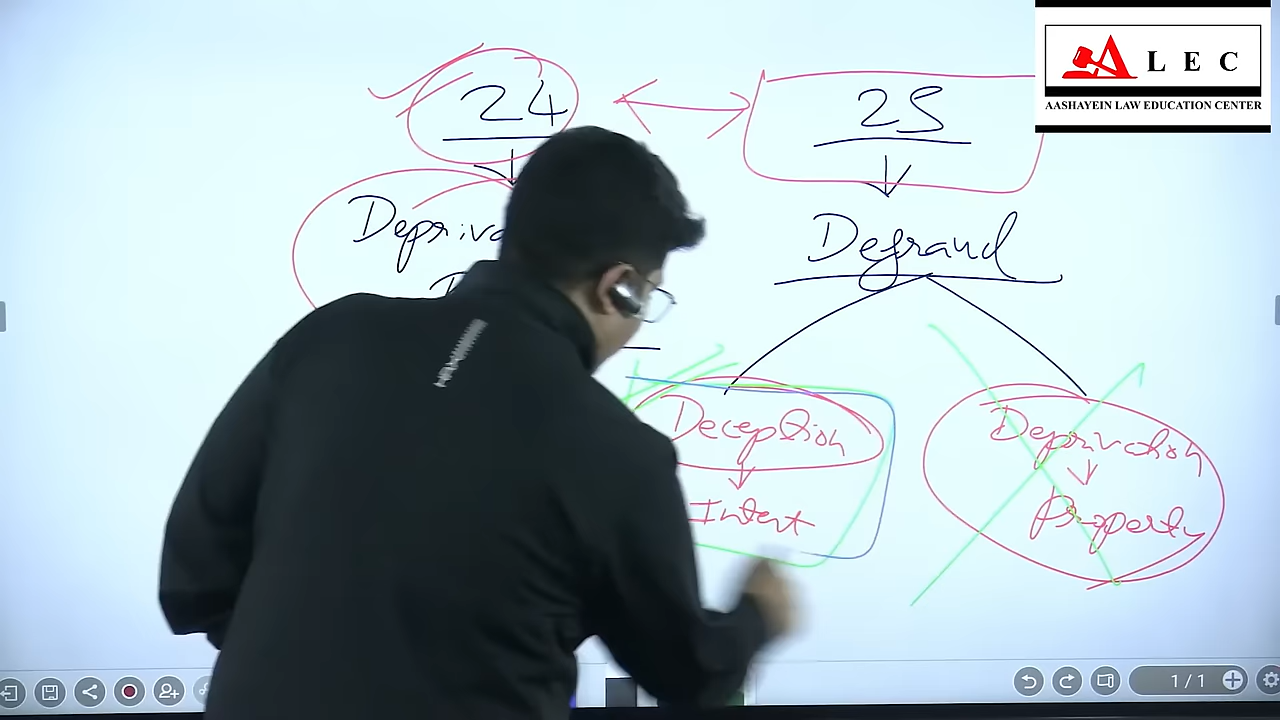 24
25
L E C
AASHAYEIN LAW EDUCATION CENTER
Defraud
Deception
Intent
Deprivation
Property
1 / 1